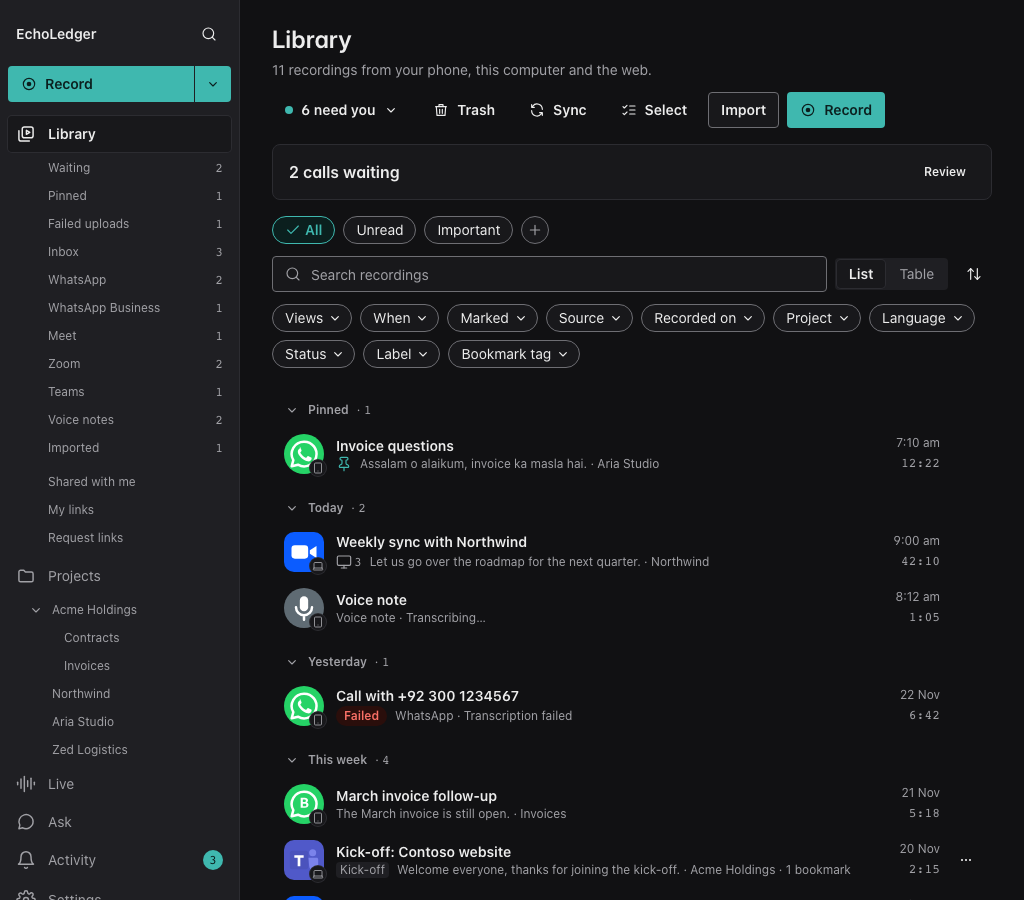 EchoLedger
Record
Library
Waiting 2
Pinned 1
Failed uploads 1
Inbox 3
WhatsApp 2
WhatsApp Business 1
Meet 1
Zoom 2
Teams 1
Voice notes 2
Imported 1
Shared with me
My links
Request links
Projects
Acme Holdings
Contracts
Invoices
Northwind
Aria Studio
Zed Logistics
Live
Ask
Activity 3
Settings
Library
11 recordings from your phone, this computer and the web.
6 need you Trash Sync Select Import Record
2 calls waiting Review
All Unread Important
Search recordings List Table
Views When Marked Source Recorded on Project Language
Status Label Bookmark tag
Pinned · 1
Invoice questions 7:10 am
Assalam o alaikum, invoice ka masla hai. · Aria Studio 12:22
Today · 2
Weekly sync with Northwind 9:00 am
3 Let us go over the roadmap for the next quarter. · Northwind 42:10
Voice note 8:12 am
Voice note · Transcribing... 1:05
Yesterday · 1
Call with +92 300 1234567 22 Nov
Failed WhatsApp · Transcription failed 6:42
This week · 4
B
March invoice follow-up 21 Nov
The March invoice is still open. · Invoices 5:18
T
Kick-off: Contoso website 20 Nov
Kick-off Welcome everyone, thanks for joining the kick-off. · Acme Holdings · 1 bookmark 2:15